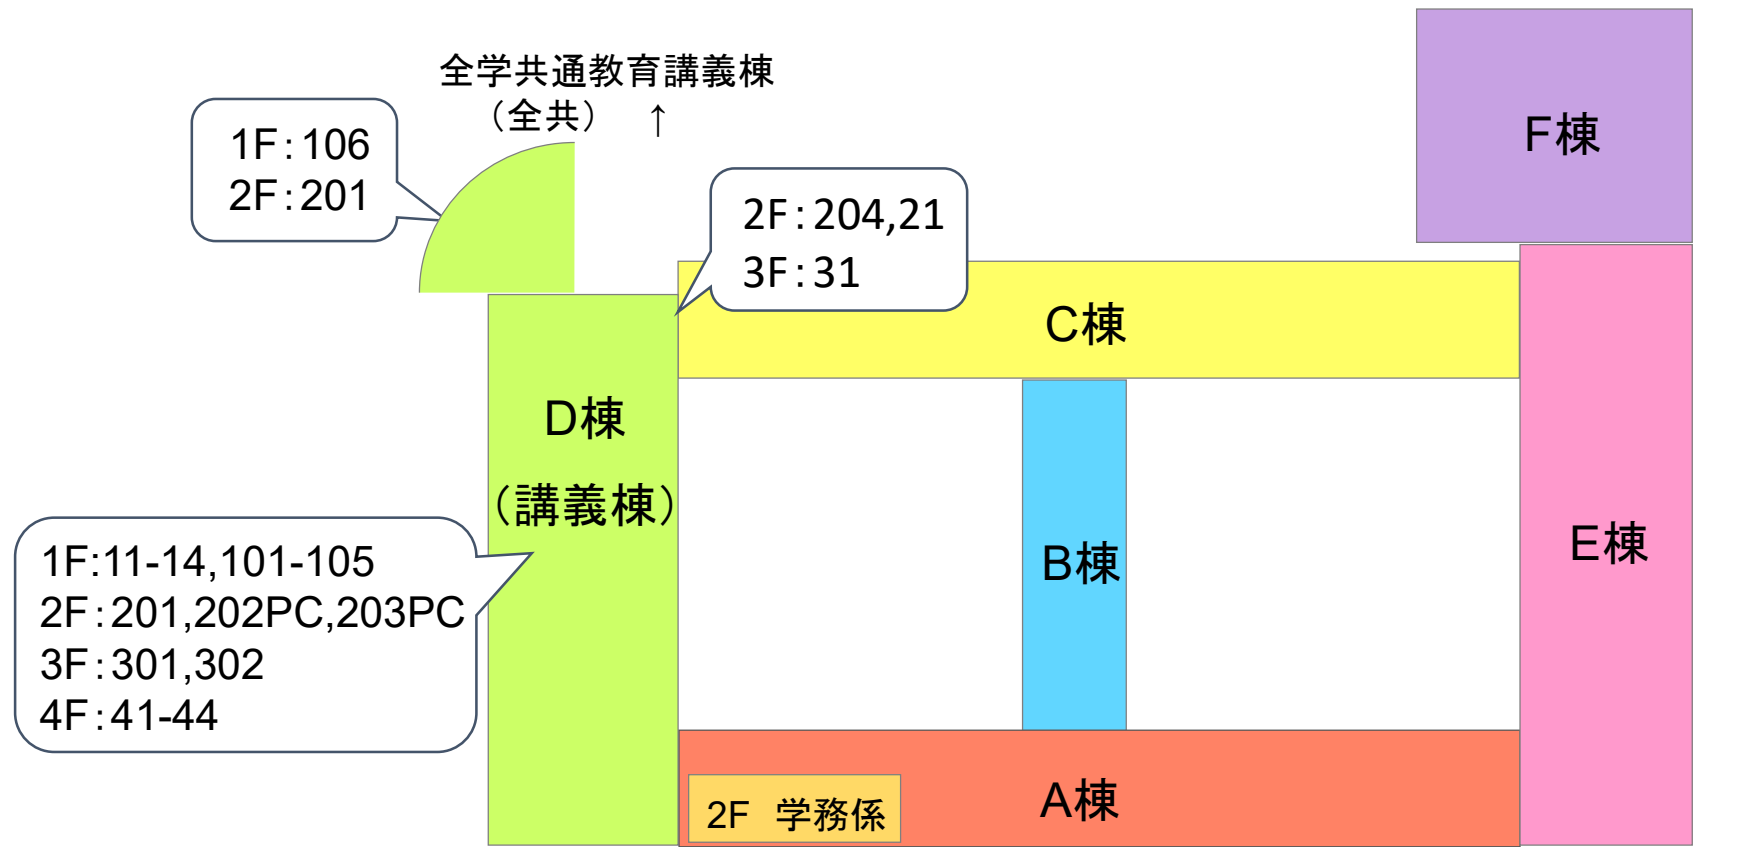 全学共通教育講義棟
（全共）　↑
1F：106
2F：201
2F：204,21
3F：31
F棟
C棟
D棟
（講義棟）
B棟
E棟
1F:11-14,101-105
2F：201,202PC,203PC
3F：301,302
4F：41-44
2F　学務係
A棟